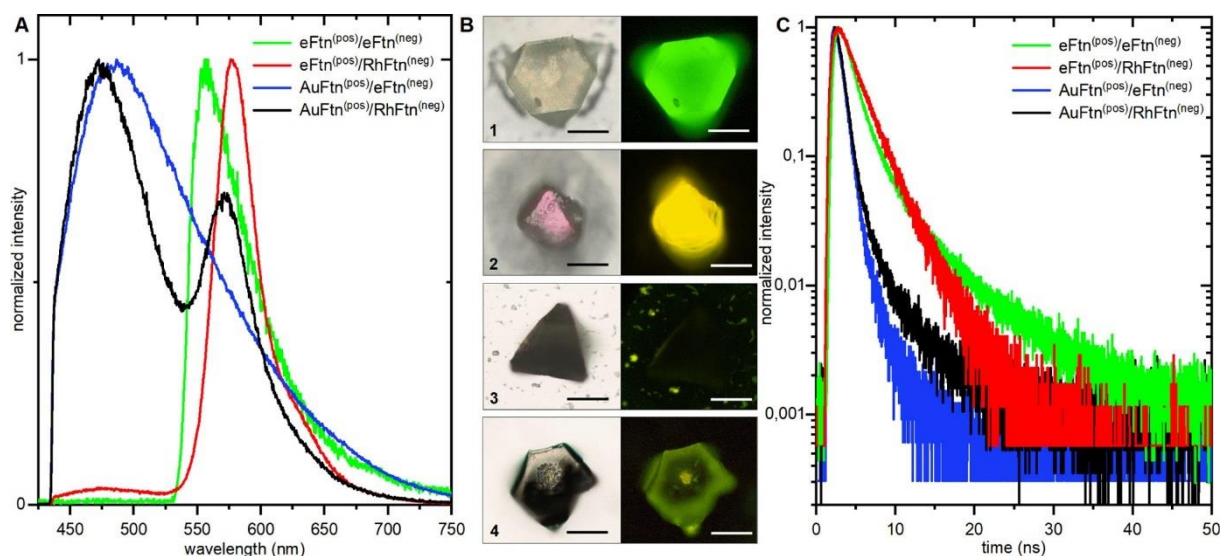 A
eFtn(pos)/eFtn(neg)
eFtn(pos)/RhFtn(neg)
AuFtn(pos)/eFtn(neg)
AuFtn(pos)/RhFtn(neg)
1
0
normalized intensity
450 500 550 600 650 700 750
wavelength (nm)
B
1
2
3
4
C
eFtn(pos)/eFtn(neg)
eFtn(pos)/RhFtn(neg)
AuFtn(pos)/eFtn(neg)
AuFtn(pos)/RhFtn(neg)
1
0,1
0,01
0,001
normalized intensity
0 10 20 30 40 50
time (ns)